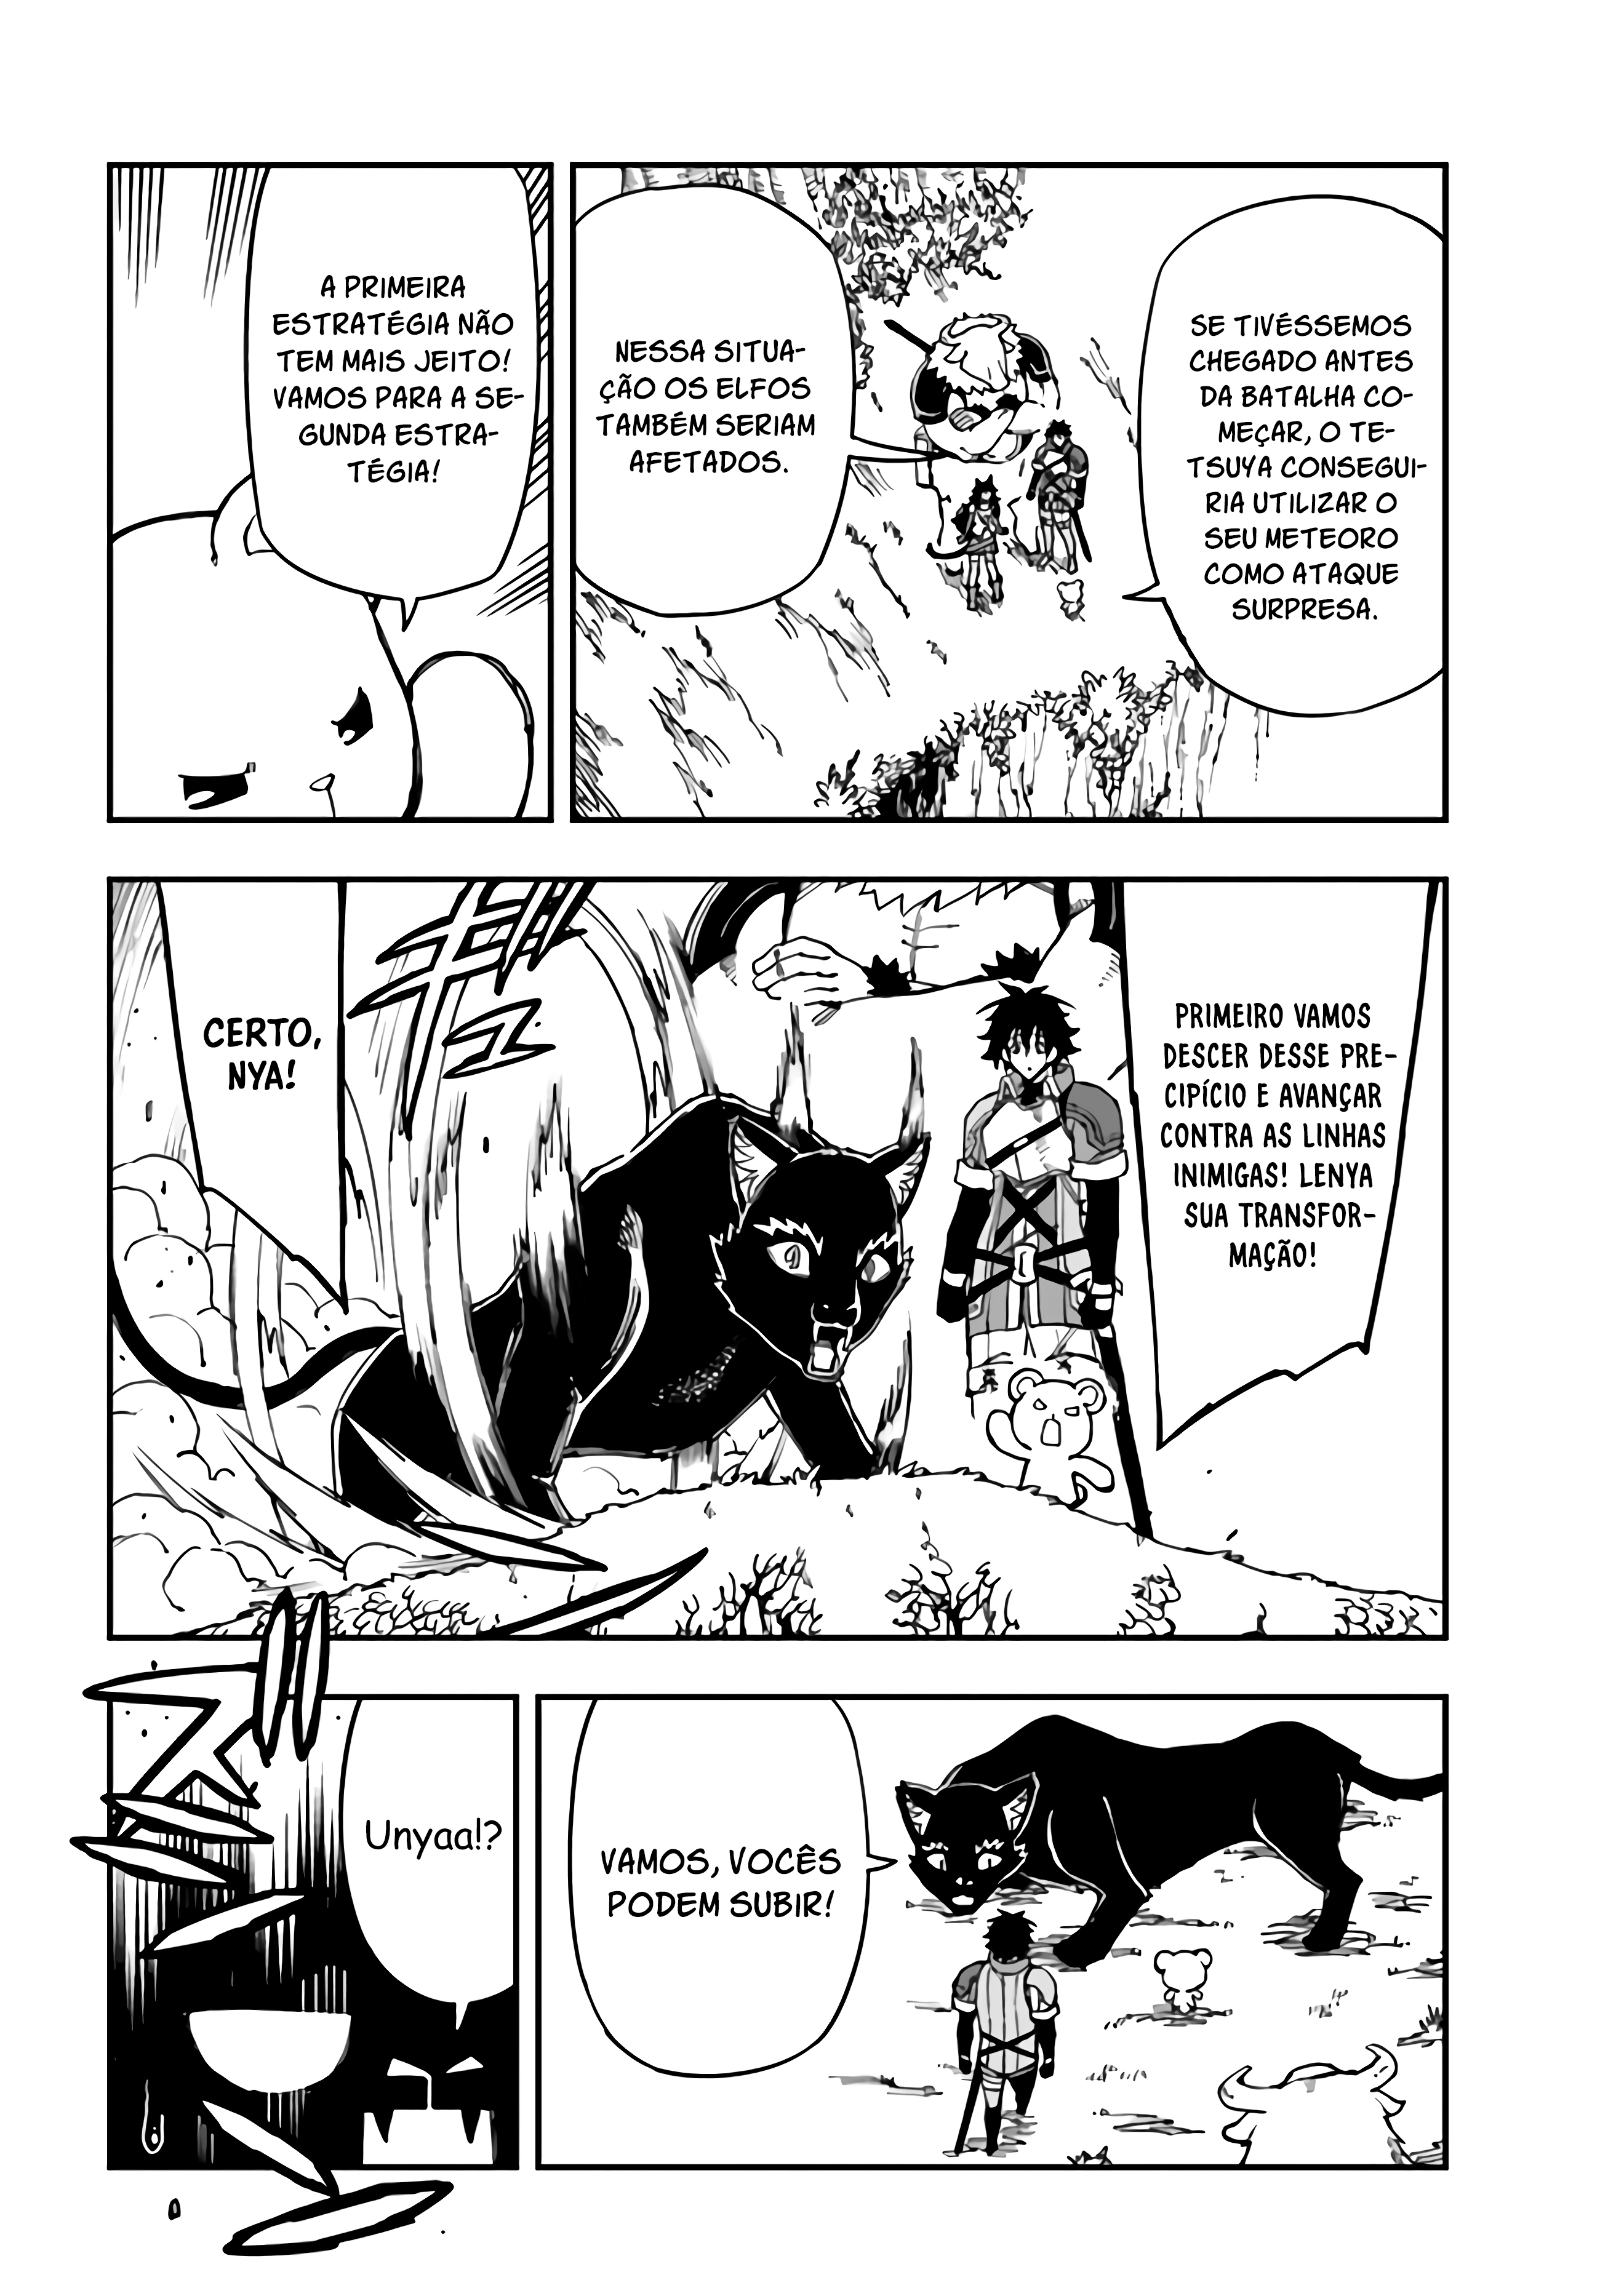 SE TIVÉSSEMOS
CHEGADO ANTES
DA BATALHA CO-
MEÇAR, O TE-
TSUYA CONSEGUI-
RIA UTILIZAR O
SEU METEORO
COMO ATAQUE
SURPRESA.
NESSA SITUA-
ÇÃO OS ELFOS
TAMBÉM SERIAM
AFETADOS.
A PRIMEIRA
ESTRATÉGIA NÃO
TEM MAIS JEITO!
VAMOS PARA A SE-
GUNDA ESTRA-
TÉGIA!
PRIMEIRO VAMOS
DESCER DESSE PRE-
CIPÍCIO E AVANÇAR
CONTRA AS LINHAS
INIMIGAS! LENYA
SUA TRANSFOR-
MAÇÃO!
CERTO,
NYA!
VAMOS, VOCÊS
PODEM SUBIR!
Unyaa!?